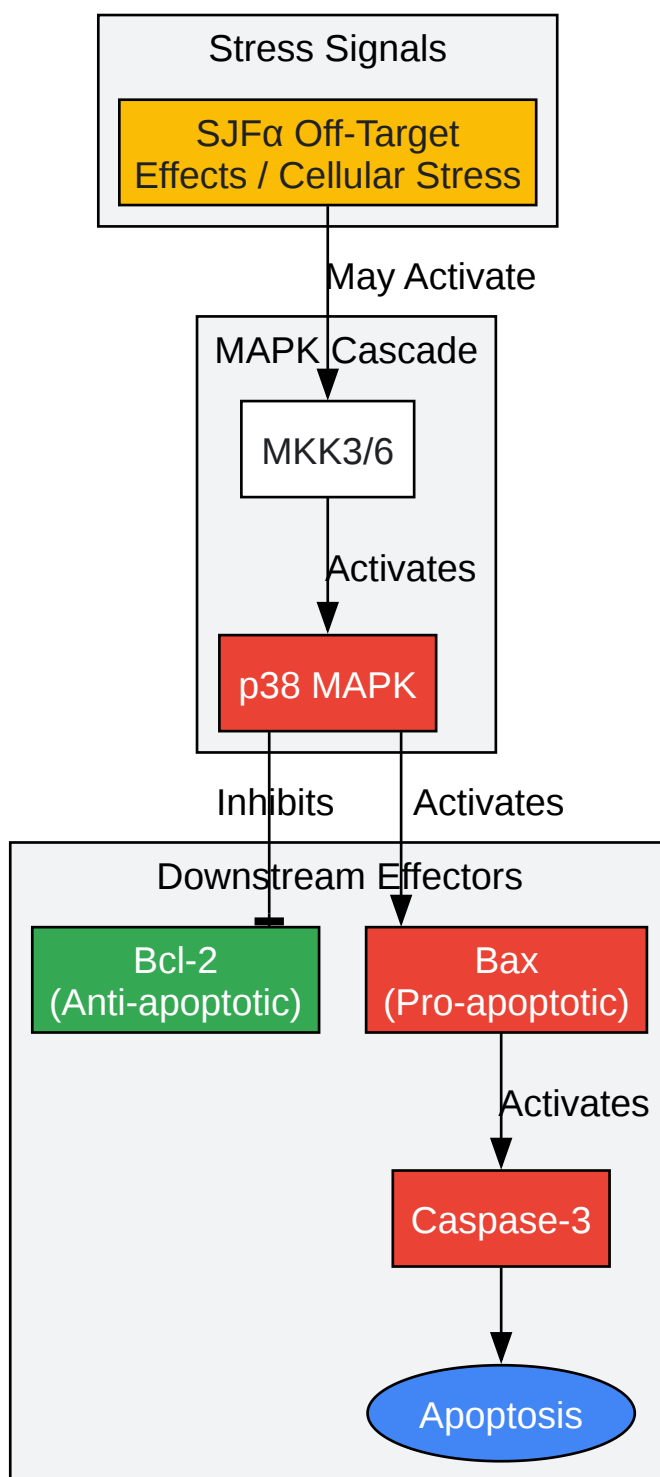 Stress Signals
SJFα Off-Target
Effects / Cellular Stress
May Activate
MAPK Cascade
MKK3/6
Activates
p38 MAPK
Inhibits
Activates
Downstream Effectors
Bcl-2
(Anti-apoptotic)
Bax
(Pro-apoptotic)
Activates
Caspase-3
Apoptosis